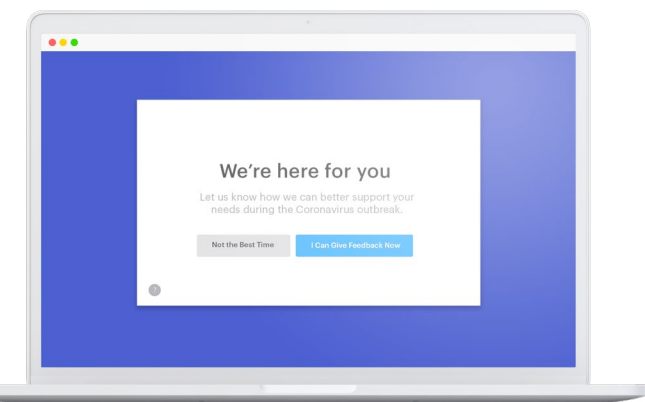 We're here for you
Let us know how we can better support your
needs during the Coronavirus outbreak.
Not the Best Time
I Can Give Feedback Now
?